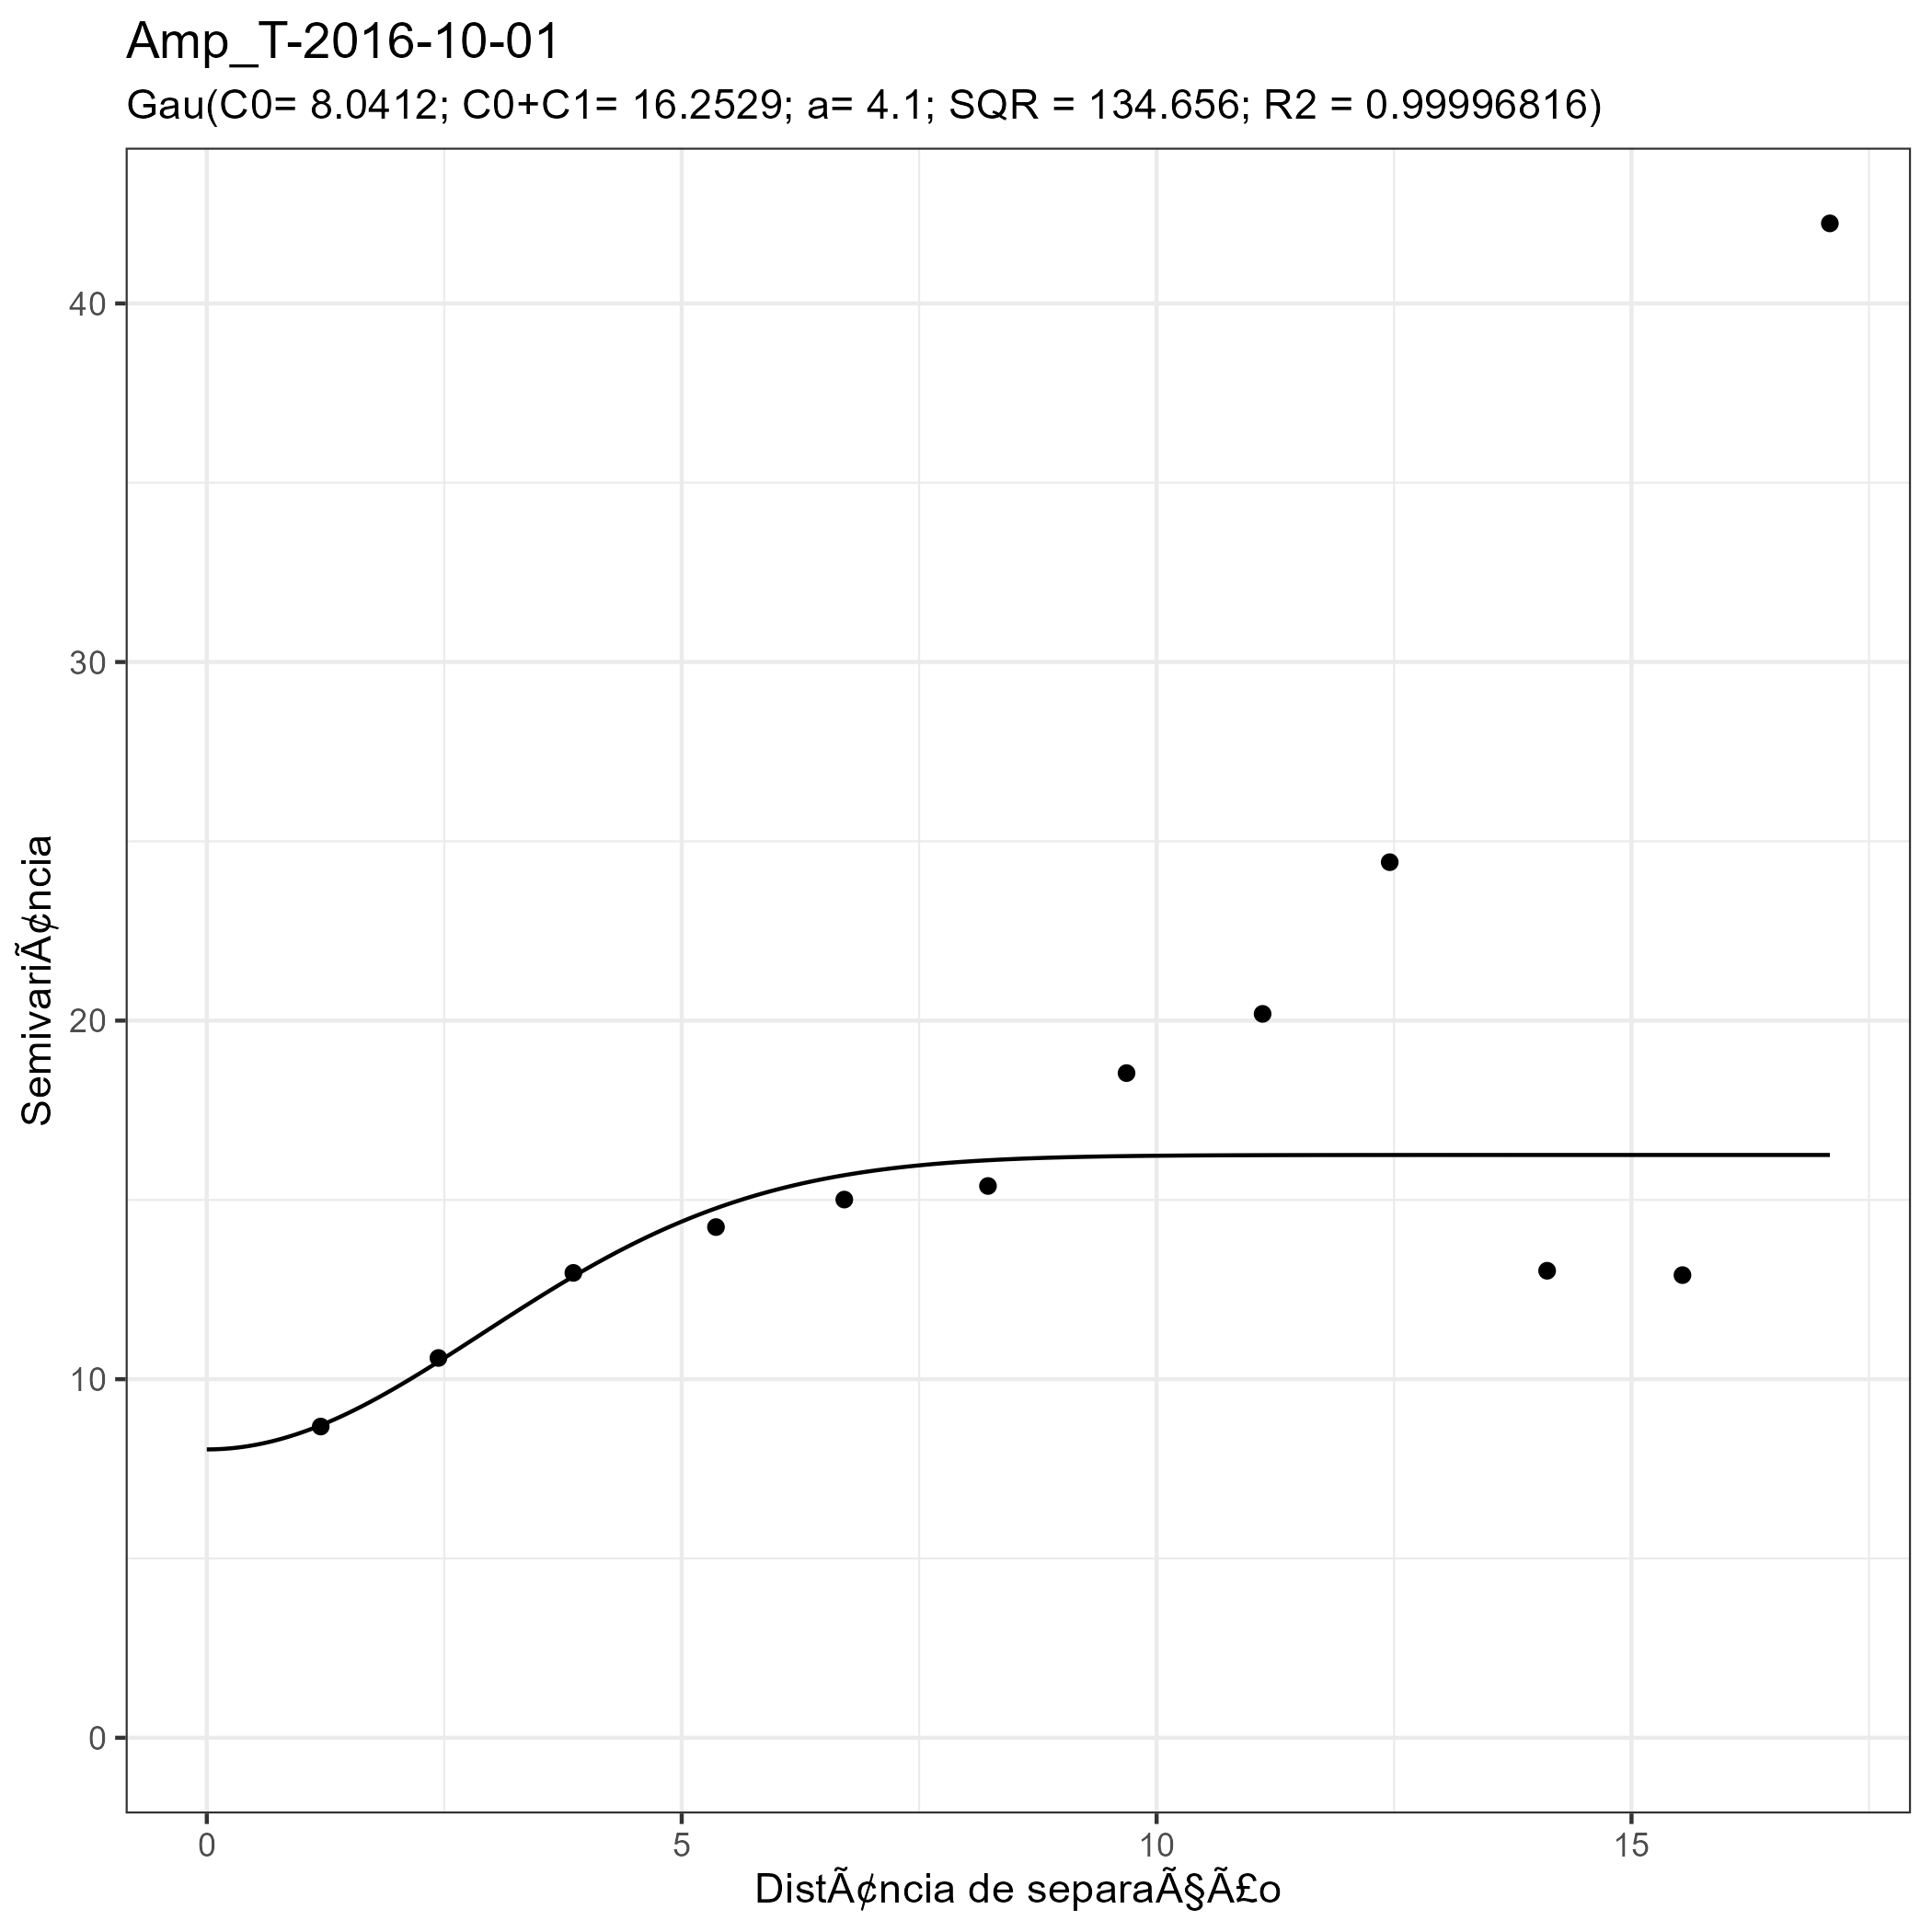 Amp_T-2016-10-01
Gau(C0= 8.0412; C0+C1= 16.2529; a= 4.1; SQR = 134.656; R2 = 0.99996816)
SemivariÃ¢ncia
40
30
20
10
0
0 5 10 15
DistÃ¢ncia de separaÃ§Ã£o